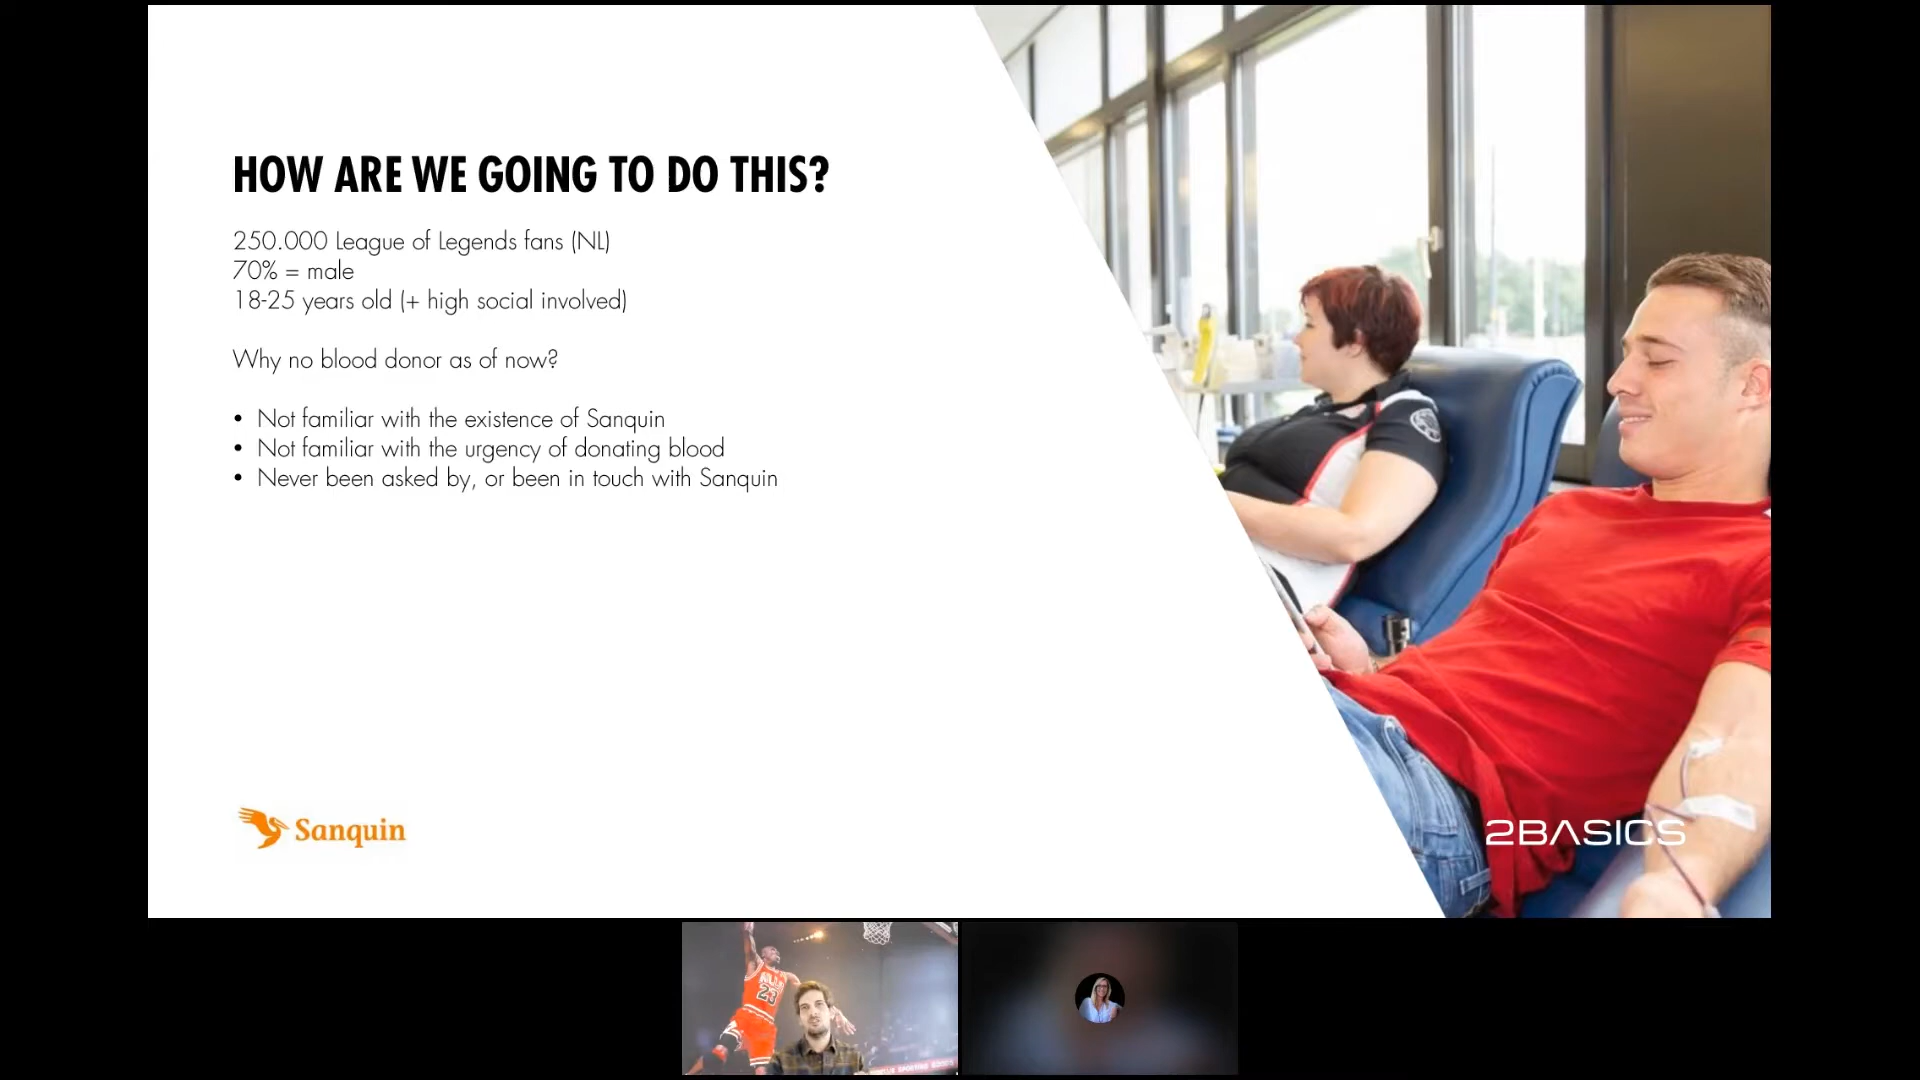 HOW ARE WE GOING TO DO THIS?
250.000 League of Legends fans (NL)
70% = male
18-25 years old (+ high social involved)
Why no blood donor as of now?
• Not familiar with the existence of Sanquin
• Not familiar with the urgency of donating blood
• Never been asked by, or been in touch with Sanquin
Sanquin
2BASICS
23